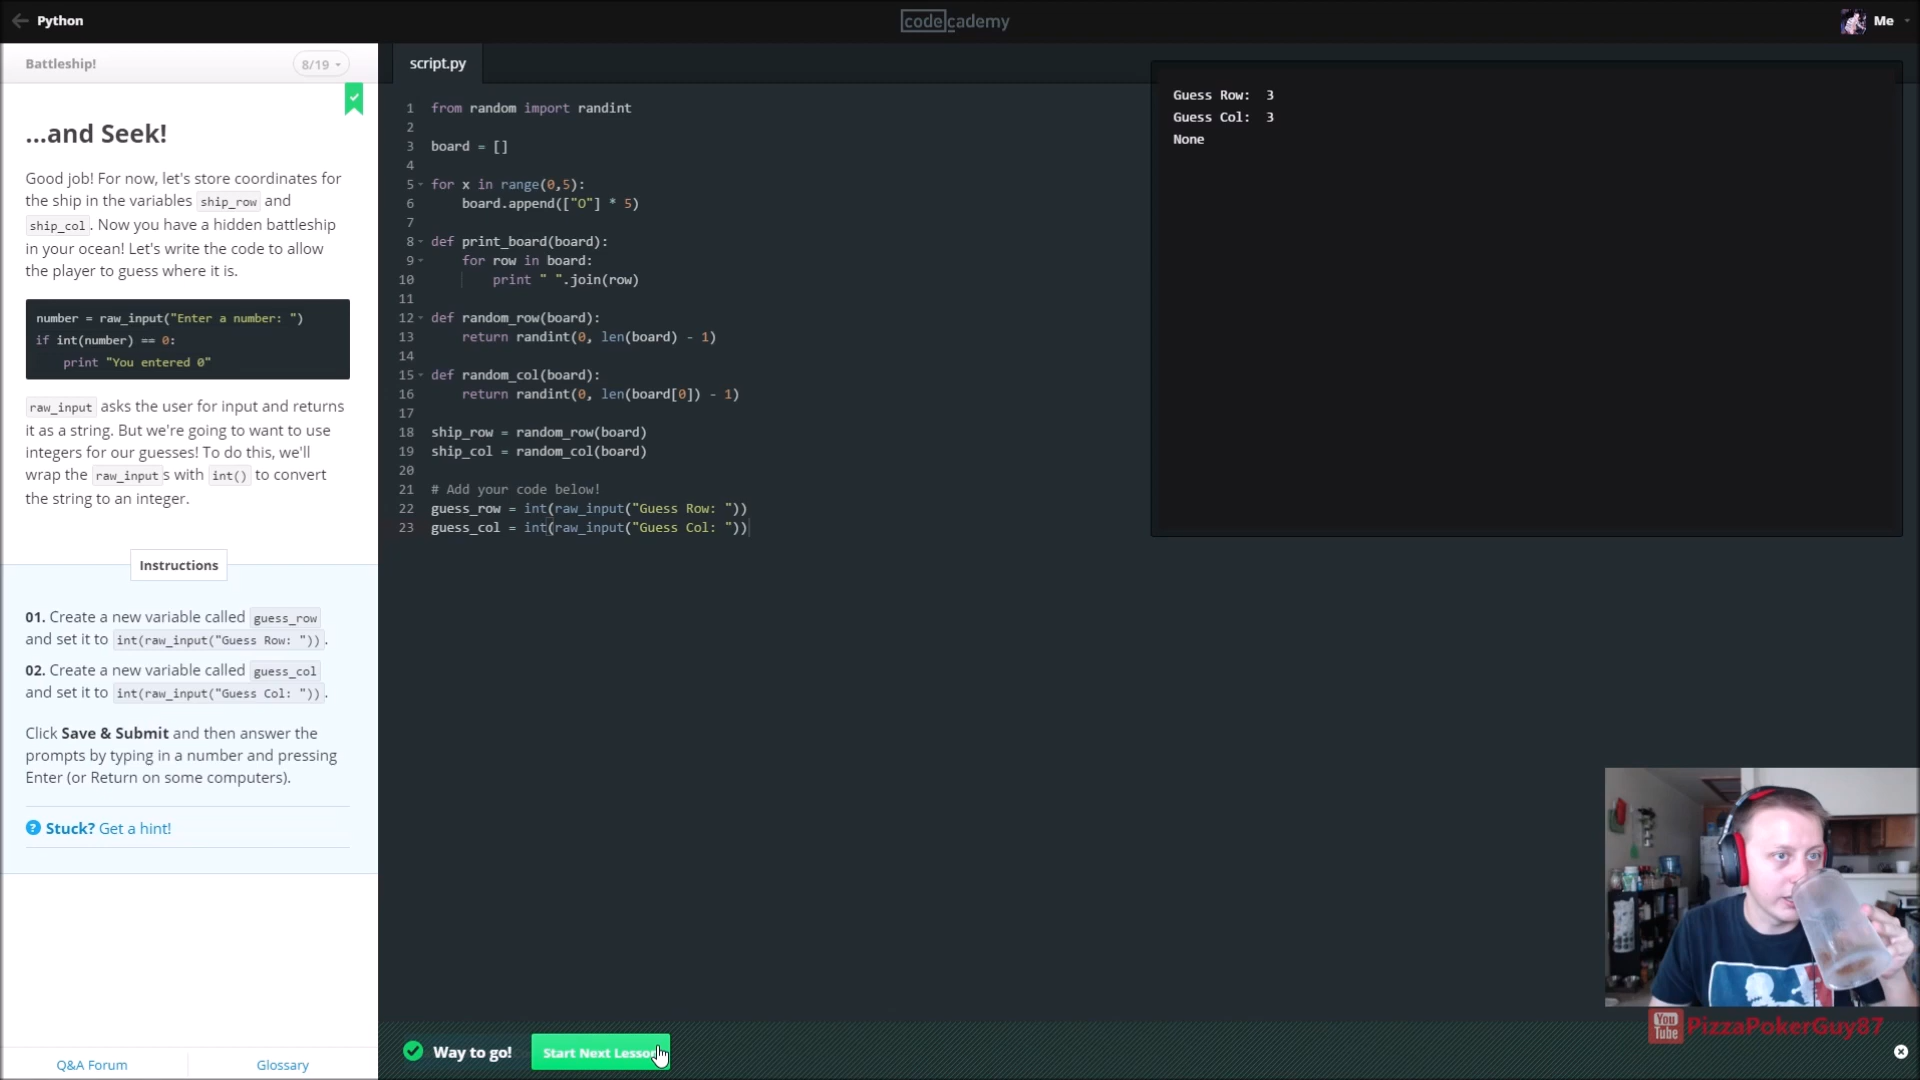 Python
codecademy
Me
Battleship!
8/19
script.py
...and Seek!
Good job! For now, let's store coordinates for
the ship in the variables ship_row and
ship_col. Now you have a hidden battleship
in your ocean! Let's write the code to allow
the player to guess where it is.
number = raw_input("Enter a number: ")
if int(number) == 0:
    print "You entered 0"
raw_input asks the user for input and returns
it as a string. But we're going to want to use
integers for our guesses! To do this, we'll
wrap the raw_inputs with int() to convert
the string to an integer.
Instructions
01. Create a new variable called guess_row
and set it to int(raw_input("Guess Row: ")).
02. Create a new variable called guess_col
and set it to int(raw_input("Guess Col: ")).
Click Save & Submit and then answer the
prompts by typing in a number and pressing
Enter (or Return on some computers).
? Stuck? Get a hint!
Q&A Forum
Glossary
1 from random import randint
2
3 board = []
4
5 for x in range(0,5):
6     board.append(["O"] * 5)
7
8 def print_board(board):
9     for row in board:
10         print " ".join(row)
11
12 def random_row(board):
13     return randint(0, len(board) - 1)
14
15 def random_col(board):
16     return randint(0, len(board[0]) - 1)
17
18 ship_row = random_row(board)
19 ship_col = random_col(board)
20
21 # Add your code below!
22 guess_row = int(raw_input("Guess Row: "))
23 guess_col = int(raw_input("Guess Col: "))
Guess Row:  3
Guess Col:  3
None
Way to go!
Start Next Lesson
You Tube PizzaPokerGuy87